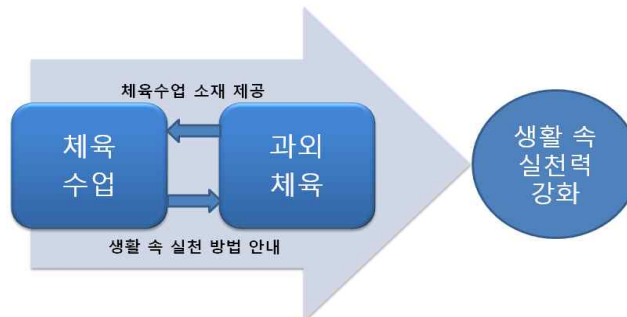 체육수업 소재 제공
체육
수업
과외
체육
생활 속 실천 방법 안내
생활 속
실천력
강화